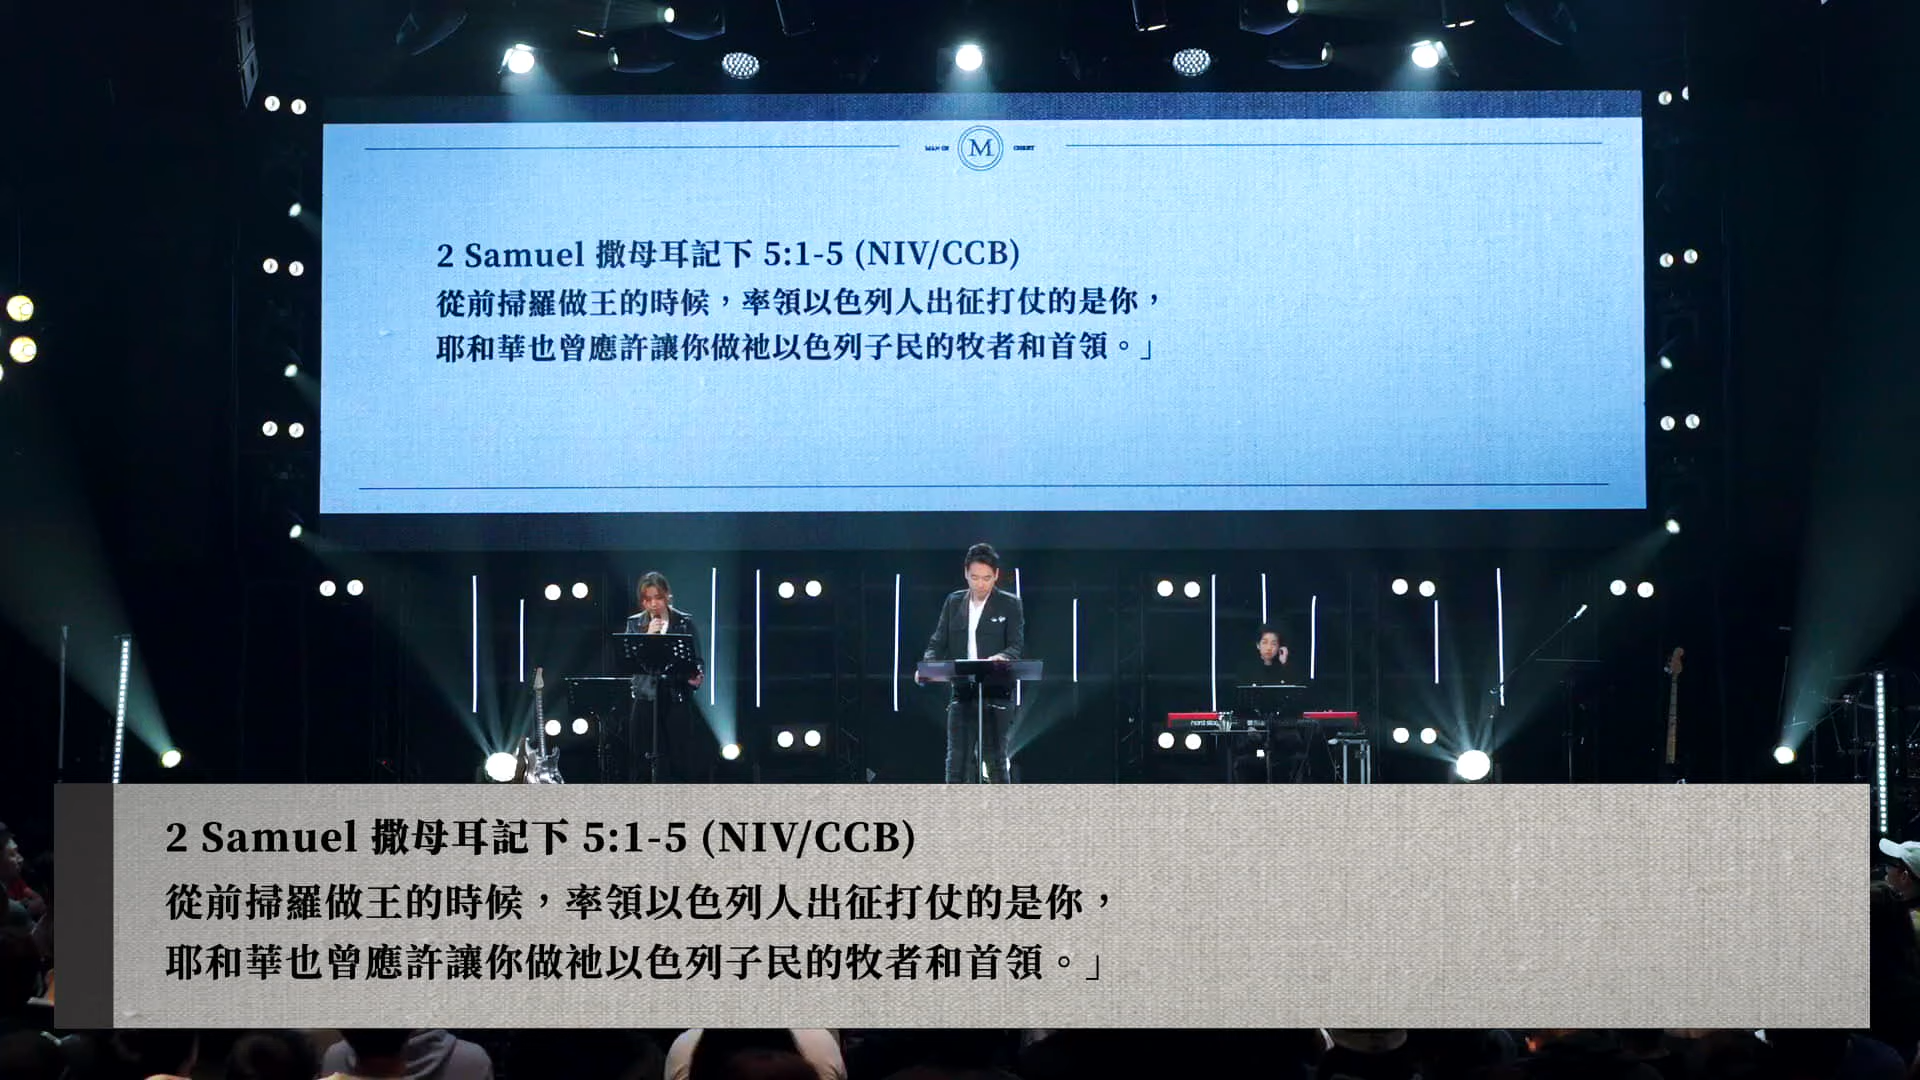 MAN OF M CHRIST
2 Samuel 撒母耳記下 5:1-5 (NIV/CCB)
從前掃羅做王的時候，率領以色列人出征打仗的是你，
耶和華也曾應許讓你做祂以色列子民的牧者和首領。」
nord stage
2 Samuel 撒母耳記下 5:1-5 (NIV/CCB)
從前掃羅做王的時候，率領以色列人出征打仗的是你，
耶和華也曾應許讓你做祂以色列子民的牧者和首領。」